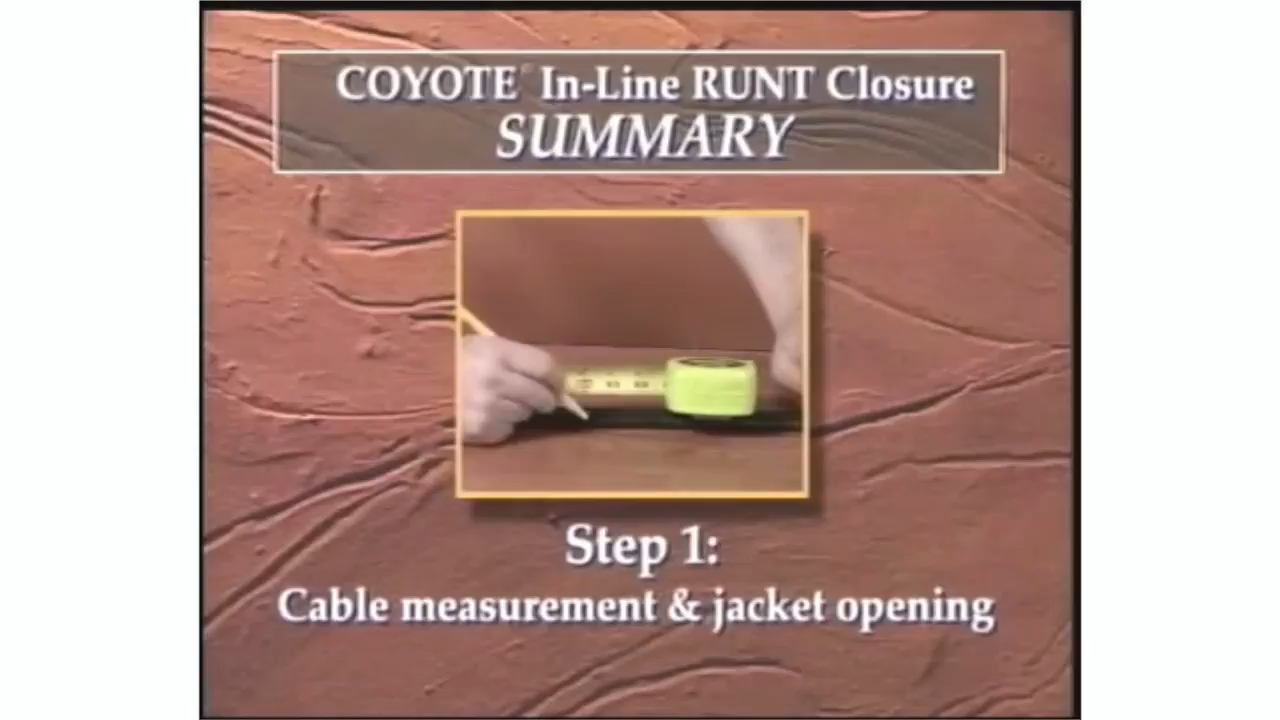 COYOTE® In-Line RUNT Closure
SUMMARY
Step 1:
Cable measurement & jacket opening